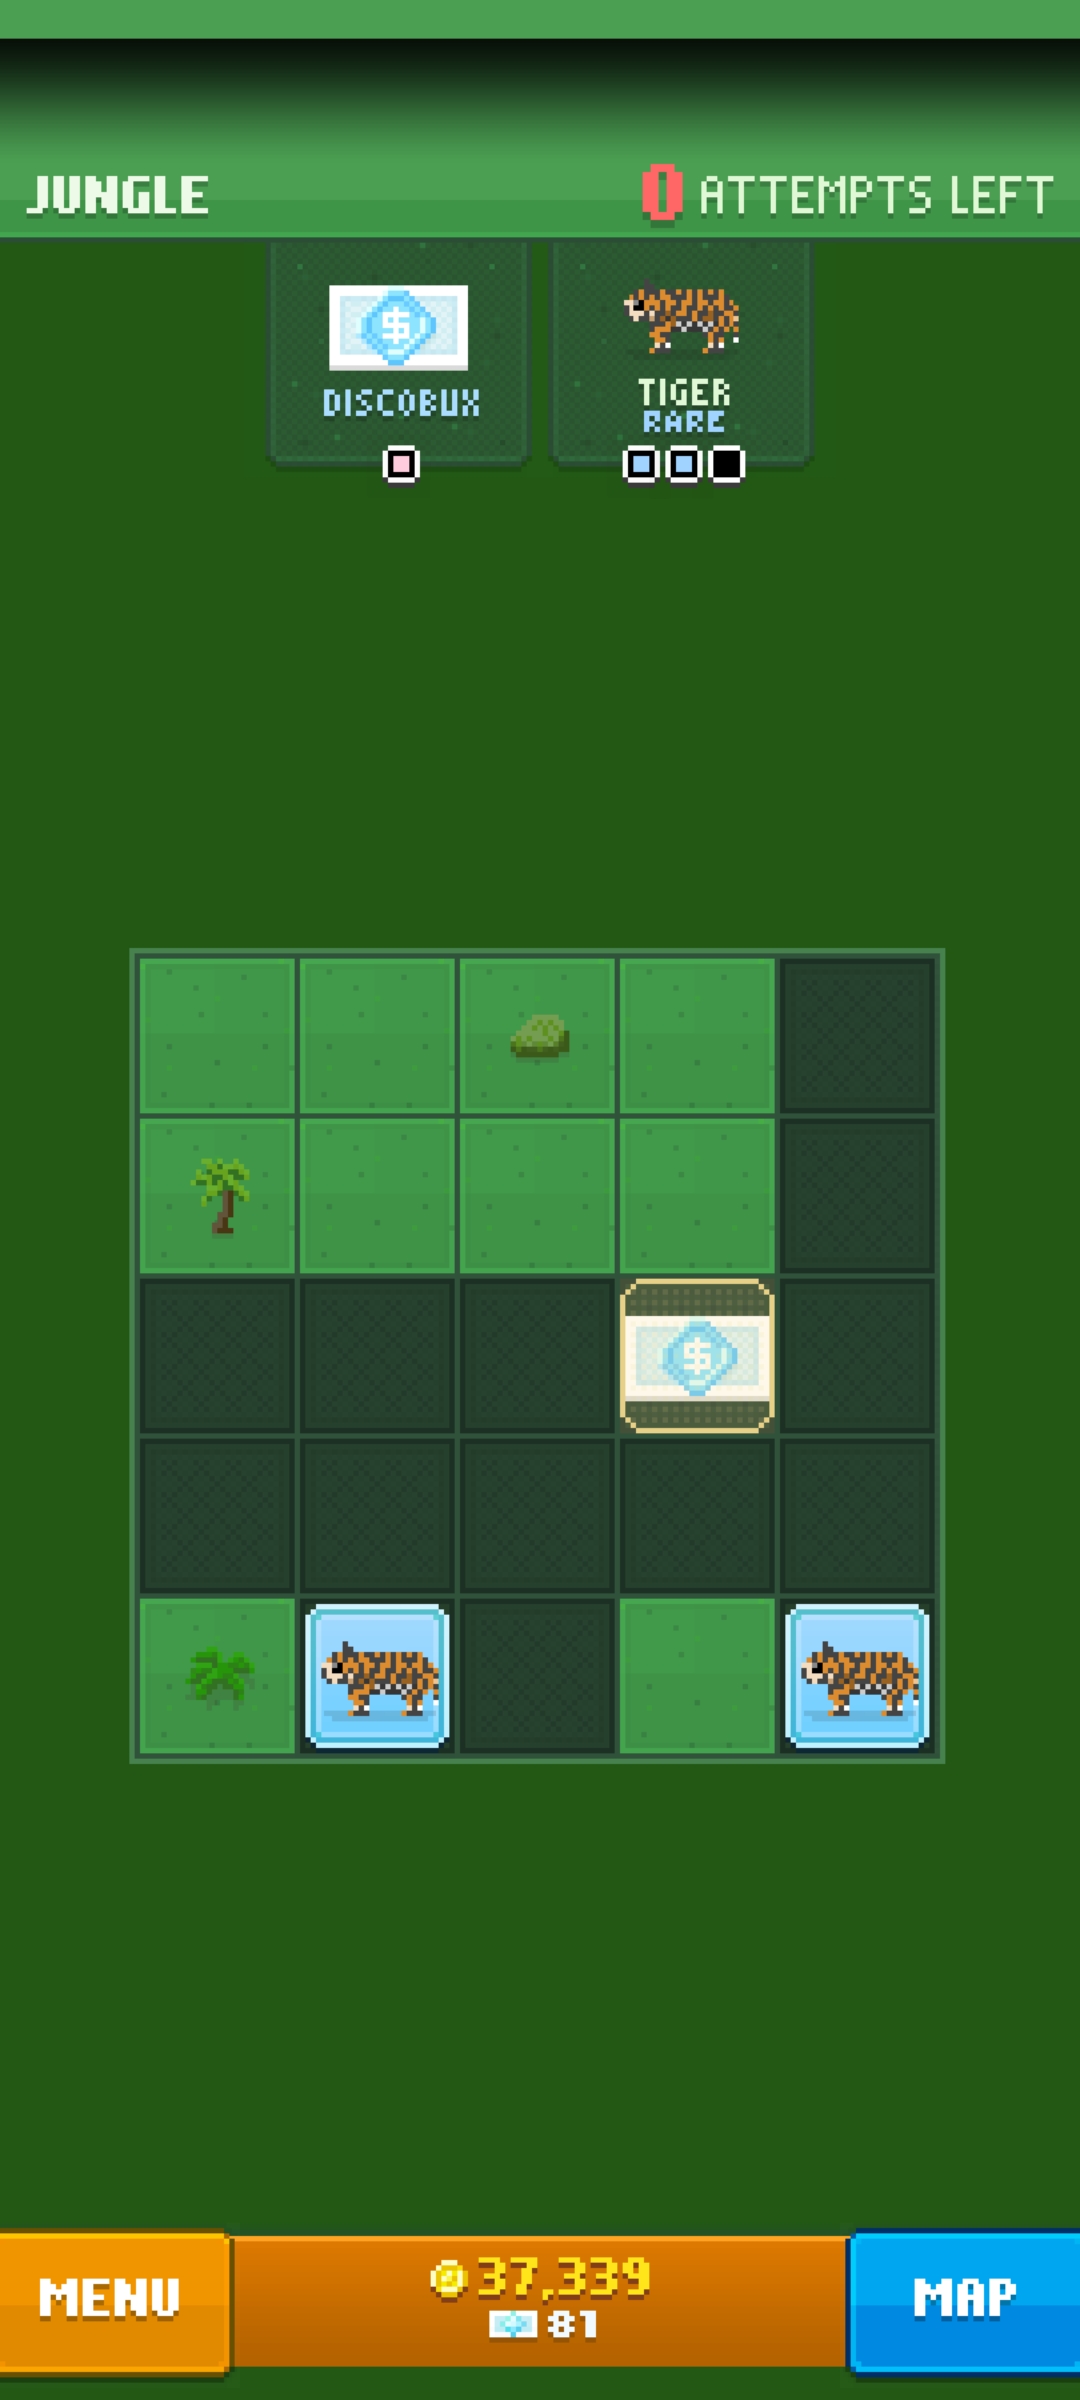 JUNGLE
0 ATTEMPTS LEFT
$
DISCOBUX
TIGER
RARE
$
MENU
37,339
81
MAP